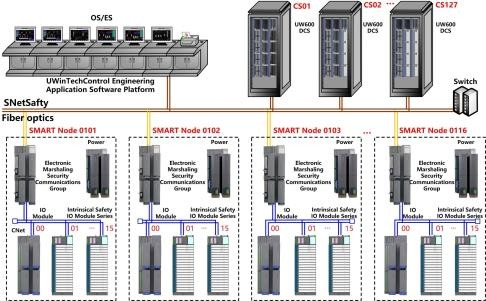 OS/ES
CS01
CS02 ... CS127
UW600
DCS
UW600
DCS
UW600
DCS
UWinTechControl Engineering
Application Software Platform
Switch
SNetSafty
Fiber optics
SMART Node 0101
Power
Electronic
Marshaling
Security
Communications
Group
IO
Module
Intrinsical Safety
IO Module Series
CNet
00
01
...
15
SMART Node 0102
Power
Electronic
Marshaling
Security
Communications
Group
IO
Module
Intrinsical Safety
IO Module Series
00
01
...
15
SMART Node 0103
...
Power
Electronic
Marshaling
Security
Communications
Group
IO
Module
Intrinsical Safety
IO Module Series
00
01
...
15
SMART Node 0116
Power
Electronic
Marshaling
Security
Communications
Group
IO
Module
Intrinsical Safety
IO Module Series
00
01
...
15